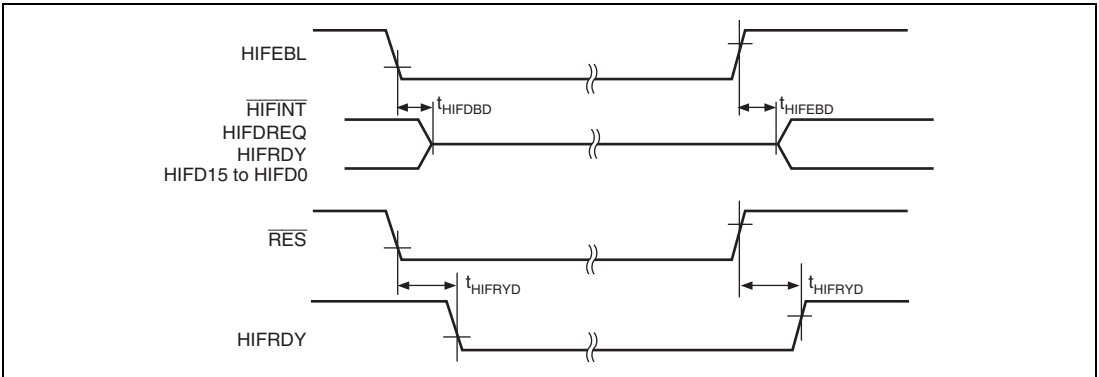 HIFEBL
tHIFDBD
tHIFEBD
HIFINT
HIFDREQ
HIFRDY
HIFD15 to HIFD0
RES
tHIFRYD
tHIFRYD
HIFRDY